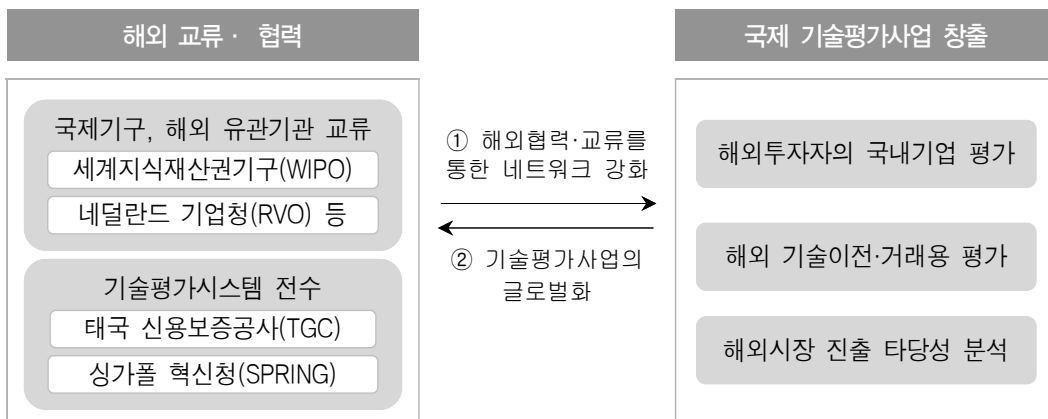 해외 교류 · 협력
국제기구, 해외 유관기관 교류
세계지식재산권기구(WIPO)
네덜란드 기업청(RVO) 등
기술평가시스템 전수
태국 신용보증공사(TGC)
싱가폴 혁신청(SPRING)
① 해외협력·교류를
통한 네트워크 강화
② 기술평가사업의
글로벌화
국제 기술평가사업 창출
해외투자자의 국내기업 평가
해외 기술이전·거래용 평가
해외시장 진출 타당성 분석